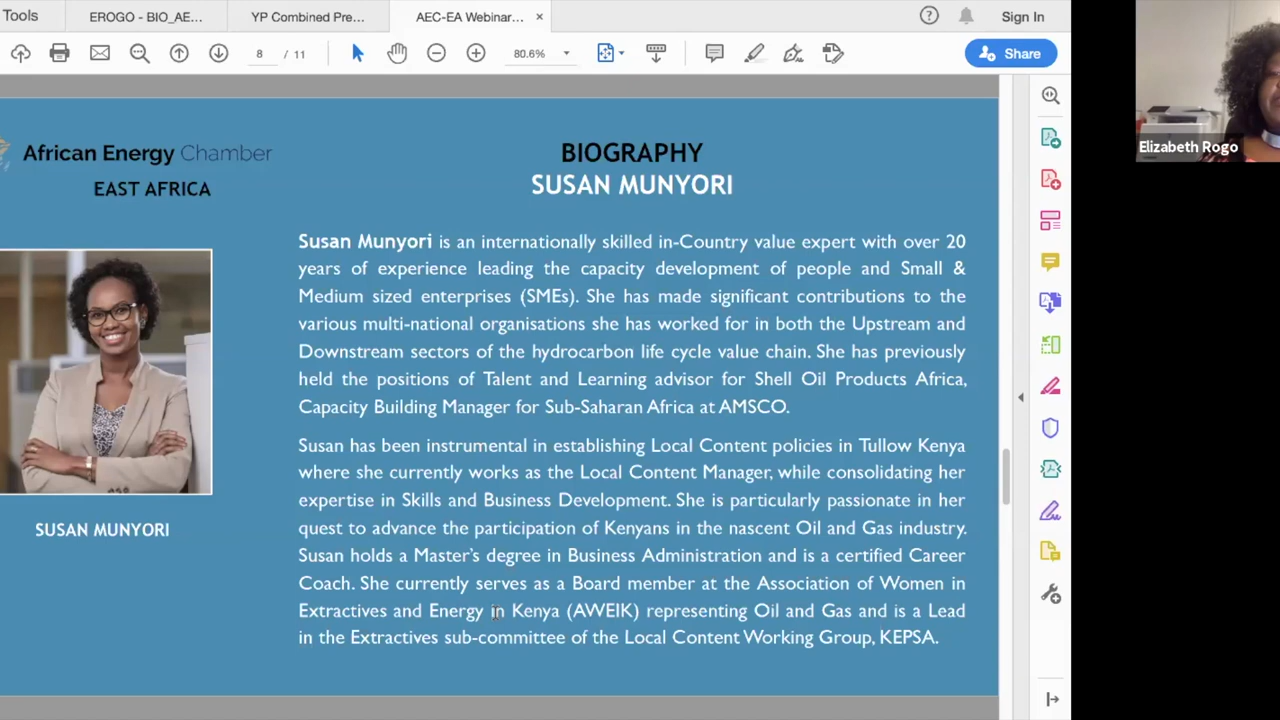 Tools
EROGO - BIO_AE...
YP Combined Pre...
AEC-EA Webinar...
Sign In
8 / 11
80.6%
Share
Elizabeth Rogo
African Energy Chamber
EAST AFRICA
BIOGRAPHY
SUSAN MUNYORI
Susan Munyori is an internationally skilled in-Country value expert with over 20
years of experience leading the capacity development of people and Small &
Medium sized enterprises (SMEs). She has made significant contributions to the
various multi-national organisations she has worked for in both the Upstream and
Downstream sectors of the hydrocarbon life cycle value chain. She has previously
held the positions of Talent and Learning advisor for Shell Oil Products Africa,
Capacity Building Manager for Sub-Saharan Africa at AMSCO.
Susan has been instrumental in establishing Local Content policies in Tullow Kenya
where she currently works as the Local Content Manager, while consolidating her
expertise in Skills and Business Development. She is particularly passionate in her
quest to advance the participation of Kenyans in the nascent Oil and Gas industry.
Susan holds a Master's degree in Business Administration and is a certified Career
Coach. She currently serves as a Board member at the Association of Women in
Extractives and Energy in Kenya (AWEIK) representing Oil and Gas and is a Lead
in the Extractives sub-committee of the Local Content Working Group, KEPSA.
SUSAN MUNYORI